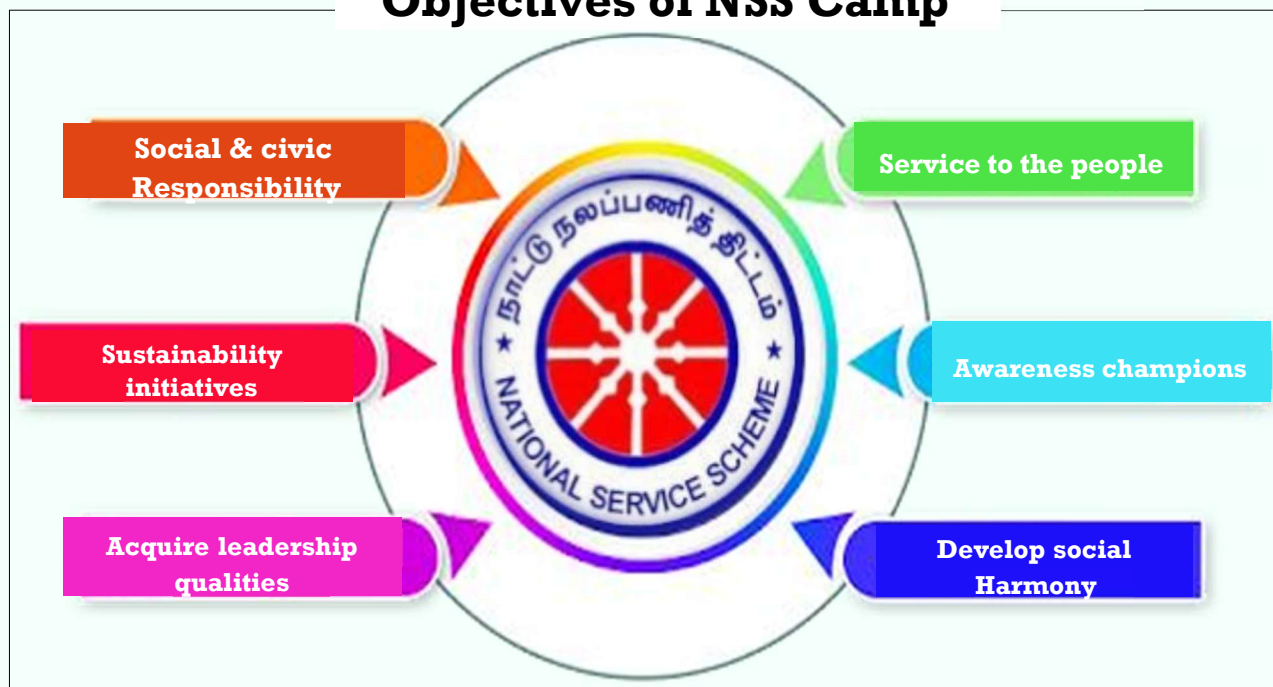 Objectives of NSS Camp
Social & civic
Responsibility
Service to the people
நாட்டு நலப்பணித் திட்டம்
NATIONAL SERVICE SCHEME
Sustainability
initiatives
Awareness champions
Acquire leadership
qualities
Develop social
Harmony